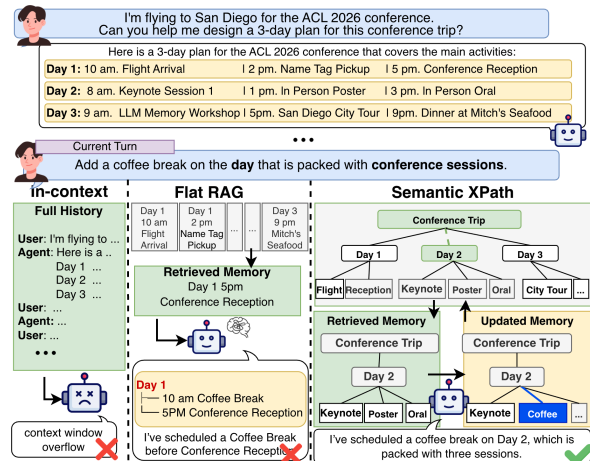 I'm flying to San Diego for the ACL 2026 conference.
Can you help me design a 3-day plan for this conference trip?
Here is a 3-day plan for the ACL 2026 conference that covers the main activities:
Day 1: 10 am. Flight Arrival | 2 pm. Name Tag Pickup | 5 pm. Conference Reception
Day 2: 8 am. Keynote Session 1 | 1 pm. In Person Poster | 3 pm. In Person Oral
Day 3: 9 am. LLM Memory Workshop | 5pm. San Diego City Tour | 9pm. Dinner at Mitch's Seafood
...
Current Turn
Add a coffee break on the day that is packed with conference sessions.
In-context
Full History
User: I'm flying to ...
Agent: Here is a ..
Day 1 ...
Day 2 ...
Day 3 ...
User: ...
Agent: ...
User: ...
...
context window
overflow
Flat RAG
Day 1
10 am
Flight
Arrival
Day 1
2 pm
Name Tag
Pickup
...
...
Day 3
9 pm
Mitch's
Seafood
Retrieved Memory
Day 1 5pm
Conference Reception
Day 1
10 am Coffee Break
5PM Conference Reception
I've scheduled a Coffee Break
before Conference Reception
Semantic XPath
Conference Trip
Day 1
Day 2
Day 3
Flight
Reception
Keynote
Poster
Oral
City Tour
...
Retrieved Memory
Conference Trip
Day 2
Keynote
Poster
Oral
Updated Memory
Conference Trip
Day 2
Keynote
Coffee
...
I've scheduled a coffee break on Day 2, which is
packed with three sessions.